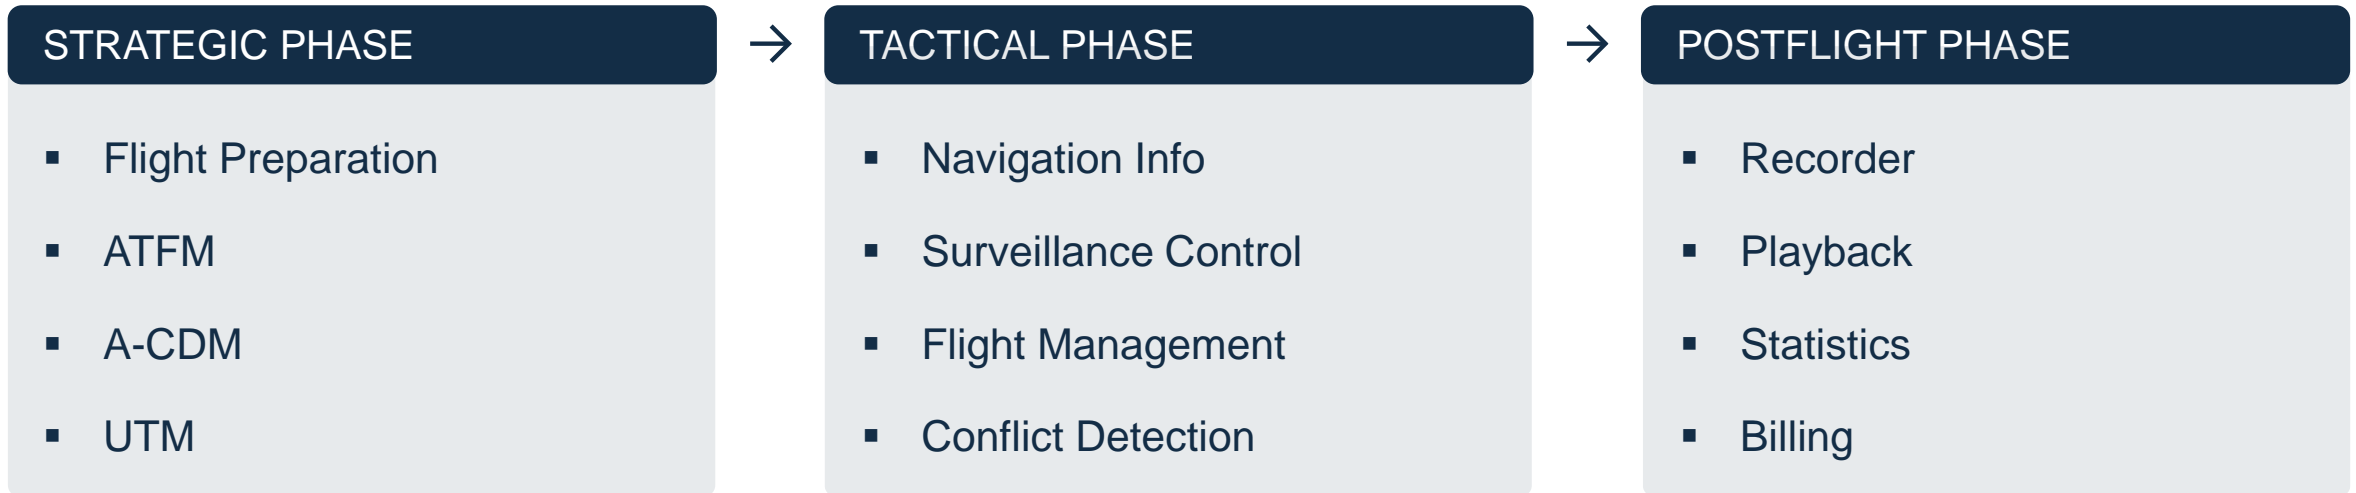 STRATEGIC PHASE
→
TACTICAL PHASE
→
POSTFLIGHT PHASE
▪ Flight Preparation
▪ ATFM
▪ A-CDM
▪ UTM
▪ Navigation Info
▪ Surveillance Control
▪ Flight Management
▪ Conflict Detection
▪ Recorder
▪ Playback
▪ Statistics
▪ Billing